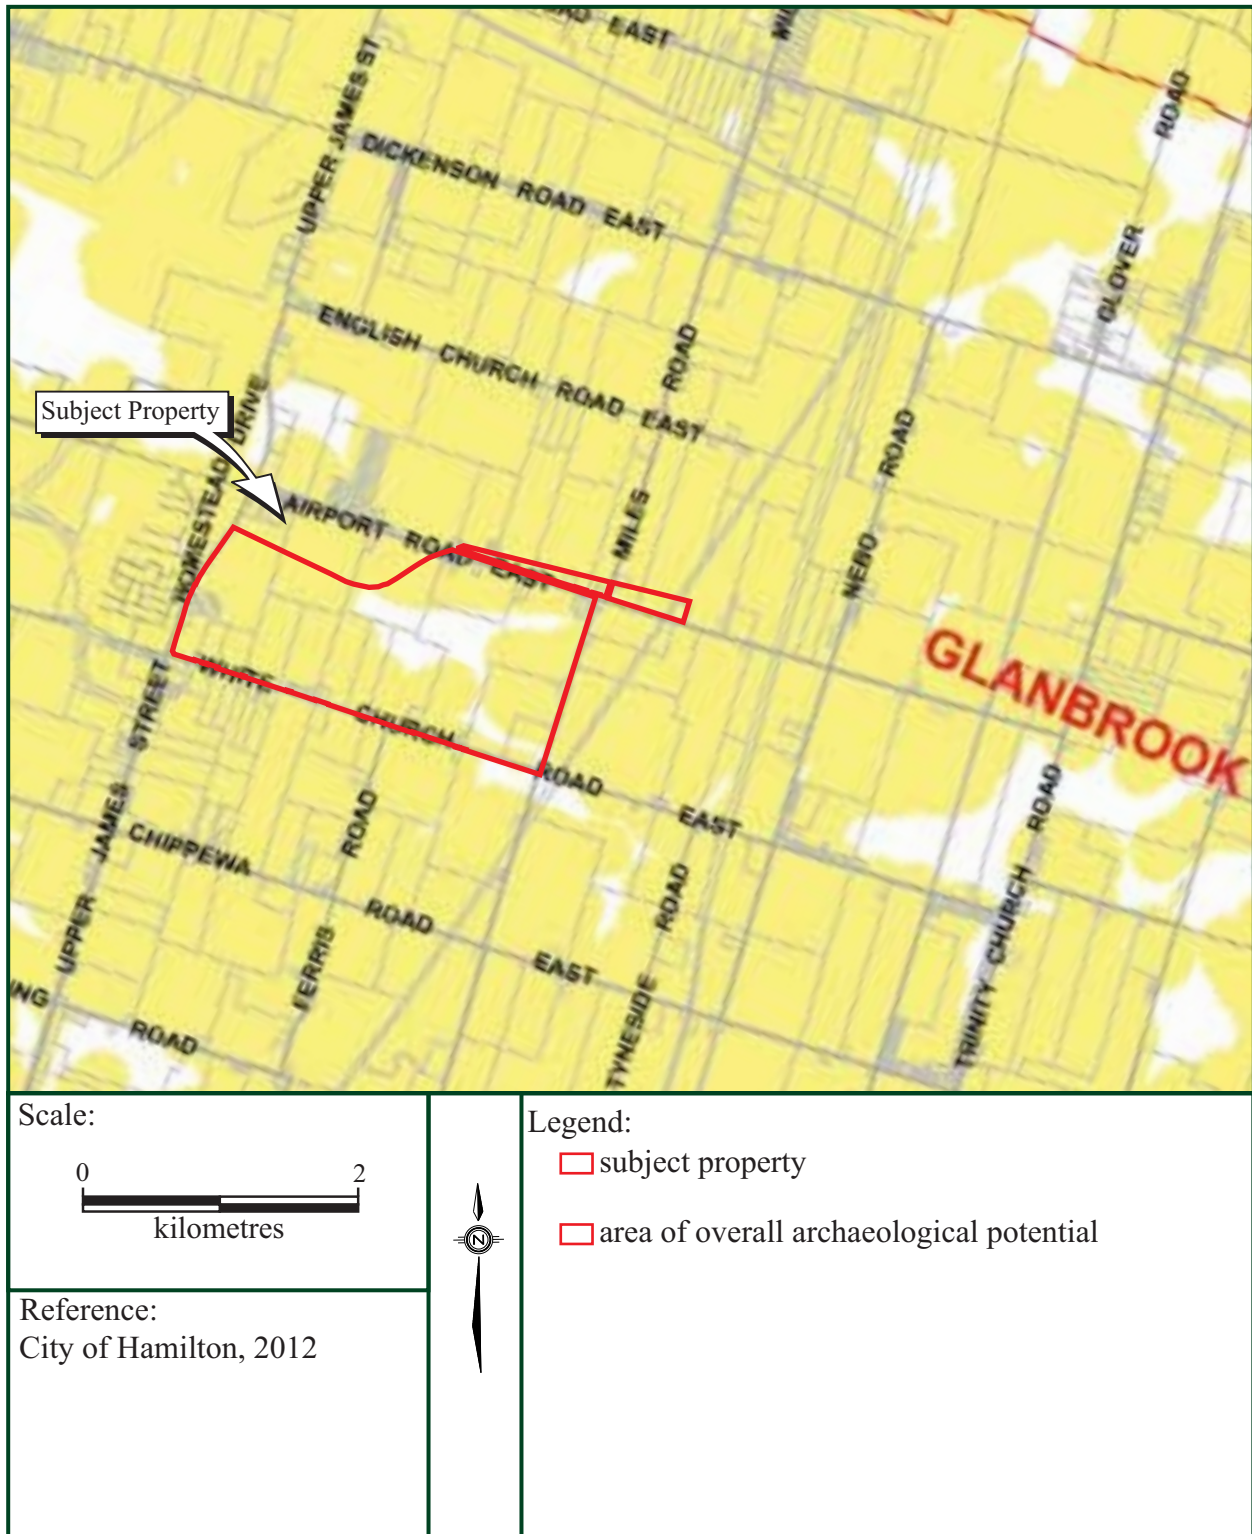 EAST
UPPER JAMES ST
DICKENSON ROAD EAST
ROAD
GLOVER
ENGLISH CHURCH ROAD EAST
MILES ROAD
NEBO ROAD
Subject Property
HOMESTEAD DRIVE
AIRPORT ROAD EAST
GLANBROOK
WHITE CHURCH ROAD EAST
UPPER JAMES STREET
CHIPPEWA ROAD EAST
FERRIS ROAD
TYNESIDE ROAD
TRINITY CHURCH ROAD
ING ROAD
Scale:
0 2
kilometres
Reference:
City of Hamilton, 2012
N
Legend:
subject property
area of overall archaeological potential